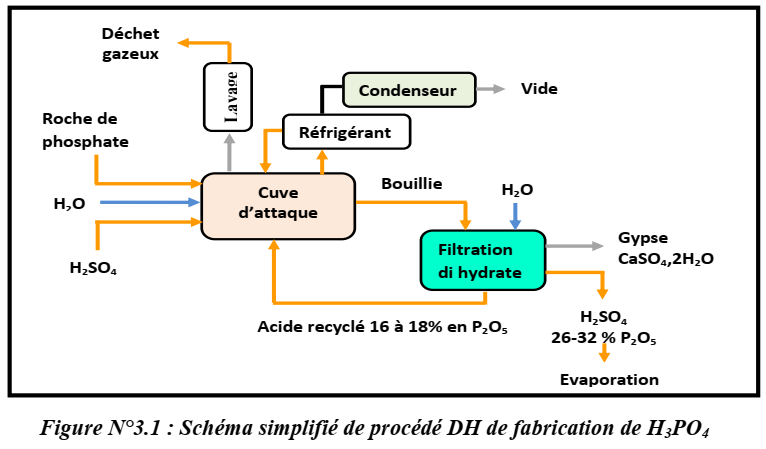 Déchet
gazeux
Lavage
Condenseur
Vide
Réfrigérant
Roche de
phosphate
H₂O
H₂SO₄
Cuve
d’attaque
Bouillie
H₂O
Filtration
di hydrate
Gypse
CaSO₄,2H₂O
Acide recyclé 16 à 18% en P₂O₅
H₂SO₄
26-32 % P₂O₅
Evaporation
Figure N°3.1 : Schéma simplifié de procédé DH de fabrication de H₃PO₄